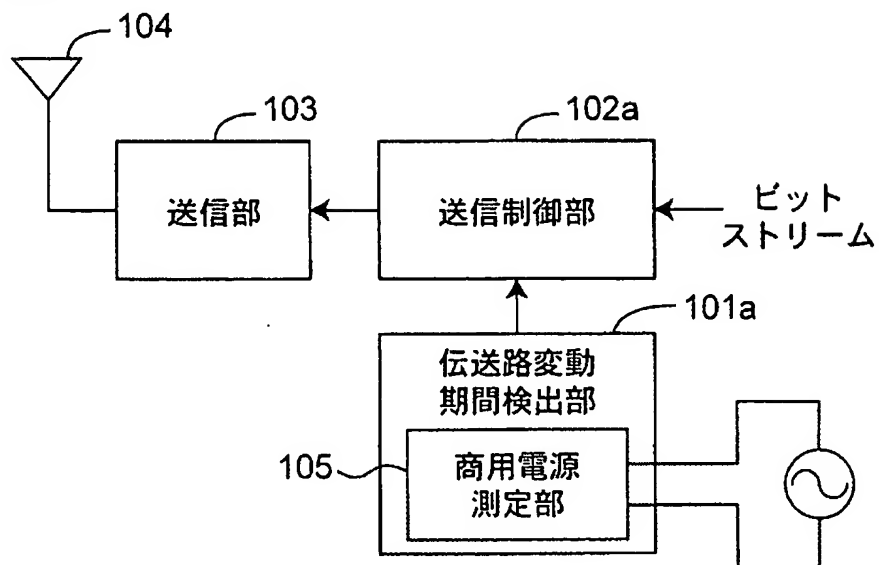 104
103
102a
送信部
送信制御部
ビット
ストリーム
101a
伝送路変動
期間検出部
105
商用電源
測定部